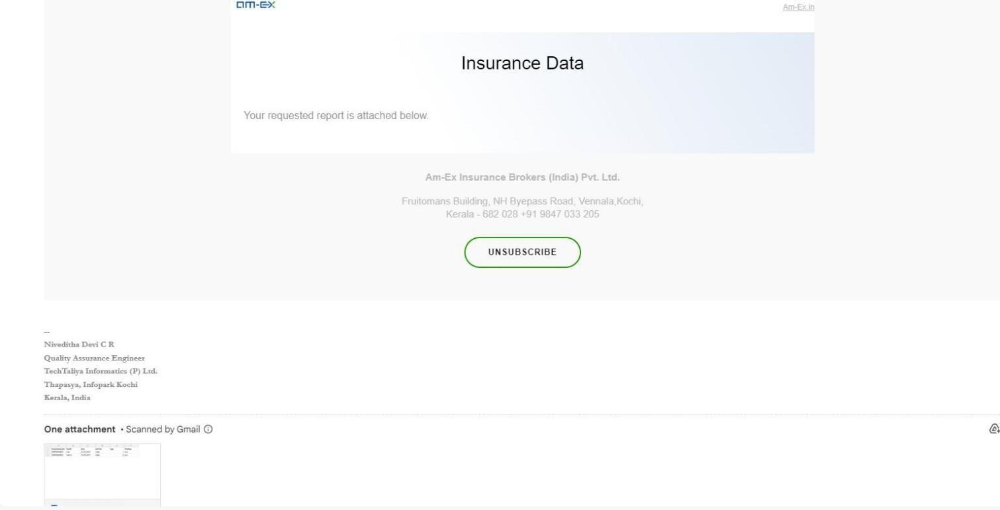 am-ex
Am-Ex.in
Insurance Data
Your requested report is attached below.
Am-Ex Insurance Brokers (India) Pvt. Ltd.
Fruitomans Building, NH Byepass Road, Vennala,Kochi,
Kerala - 682 028 +91 9847 033 205
UNSUBSCRIBE
--
Niveditha Devi C R
Quality Assurance Engineer
TechTaliya Informatics (P) Ltd.
Thapasya, Infopark Kochi
Kerala, India
One attachment • Scanned by Gmail